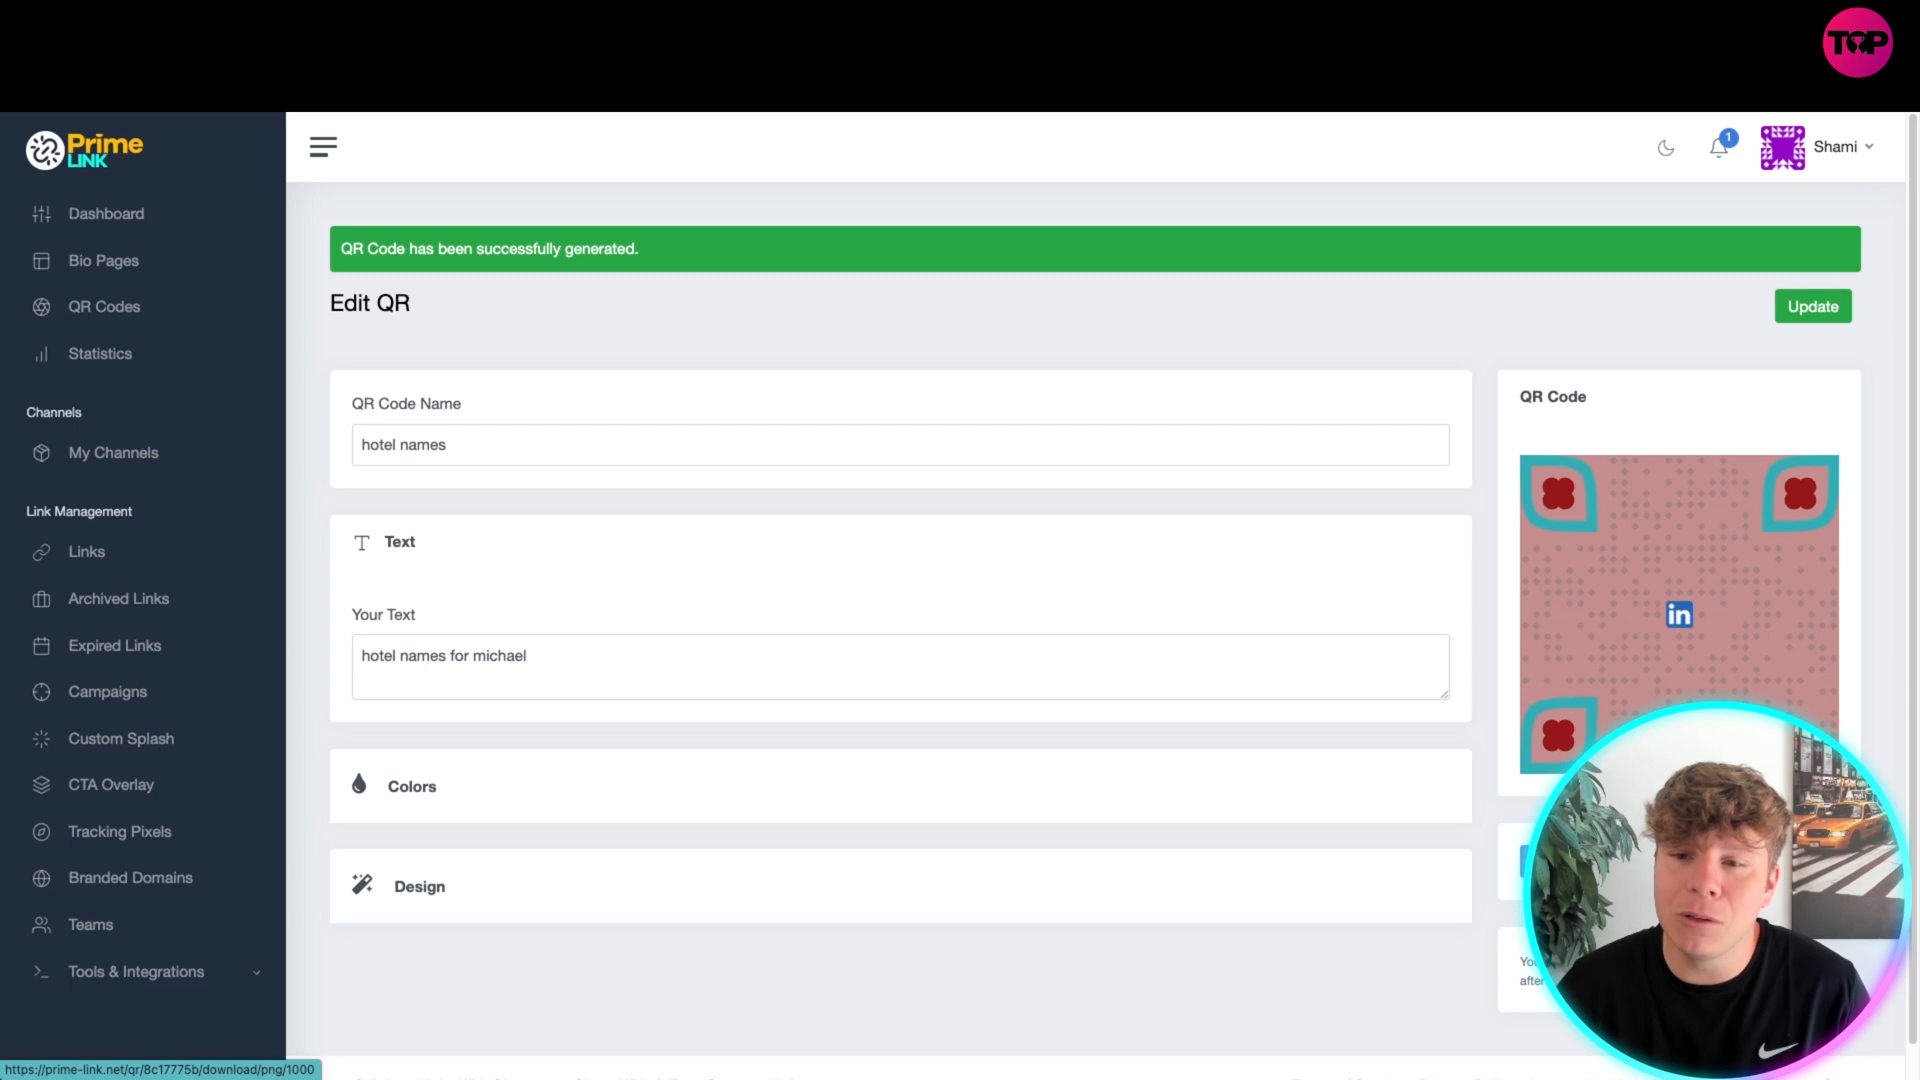 TOP
Prime
LINK
1
Shami
Dashboard
Bio Pages
QR Codes
Statistics
Channels
My Channels
Link Management
Links
Archived Links
Expired Links
Campaigns
Custom Splash
CTA Overlay
Tracking Pixels
Branded Domains
Teams
Tools & Integrations
QR Code has been successfully generated.
Edit QR
Update
QR Code Name
hotel names
Text
Your Text
hotel names for michael
Colors
Design
QR Code
in
after
https://prime-link.net/qr/8c17775b/download/png/1000